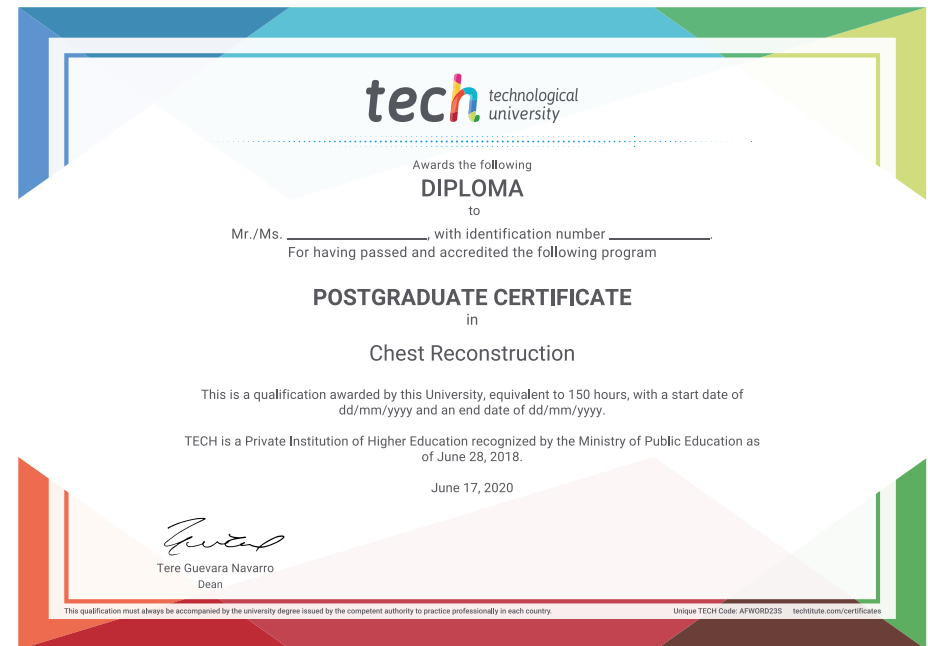 tech technological
university
Awards the following
DIPLOMA
to
Mr./Ms. ____________________, with identification number ______________.
For having passed and accredited the following program
POSTGRADUATE CERTIFICATE
in
Chest Reconstruction
This is a qualification awarded by this University, equivalent to 150 hours, with a start date of
dd/mm/yyyy and an end date of dd/mm/yyyy.
TECH is a Private Institution of Higher Education recognized by the Ministry of Public Education as
of June 28, 2018.
June 17, 2020
Tere Guevara Navarro
Dean
This qualification must always be accompanied by the university degree issued by the competent authority to practice professionally in each country.
Unique TECH Code: AFWORD23S techtitute.com/certificates